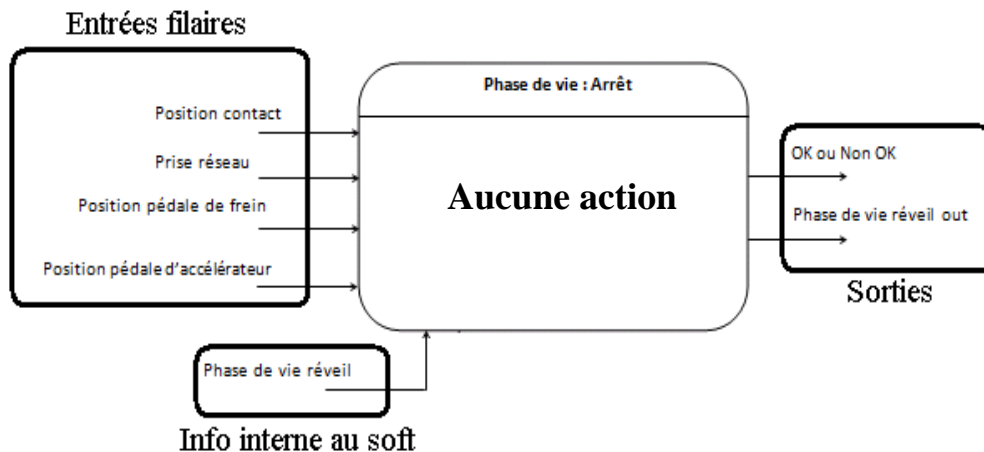 Entrées filaires
Position contact
Prise réseau
Position pédale de frein
Position pédale d'accélérateur
Phase de vie : Arrêt
Aucune action
OK ou Non OK
Phase de vie réveil out
Sorties
Phase de vie réveil
Info interne au soft